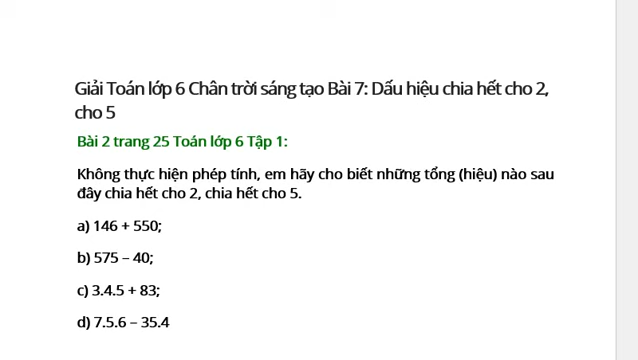 Giải Toán lớp 6 Chân trời sáng tạo Bài 7: Dấu hiệu chia hết cho 2,
cho 5
Bài 2 trang 25 Toán lớp 6 Tập 1:
Không thực hiện phép tính, em hãy cho biết những tổng (hiệu) nào sau
đây chia hết cho 2, chia hết cho 5.
a) 146 + 550;
b) 575 – 40;
c) 3.4.5 + 83;
d) 7.5.6 – 35.4